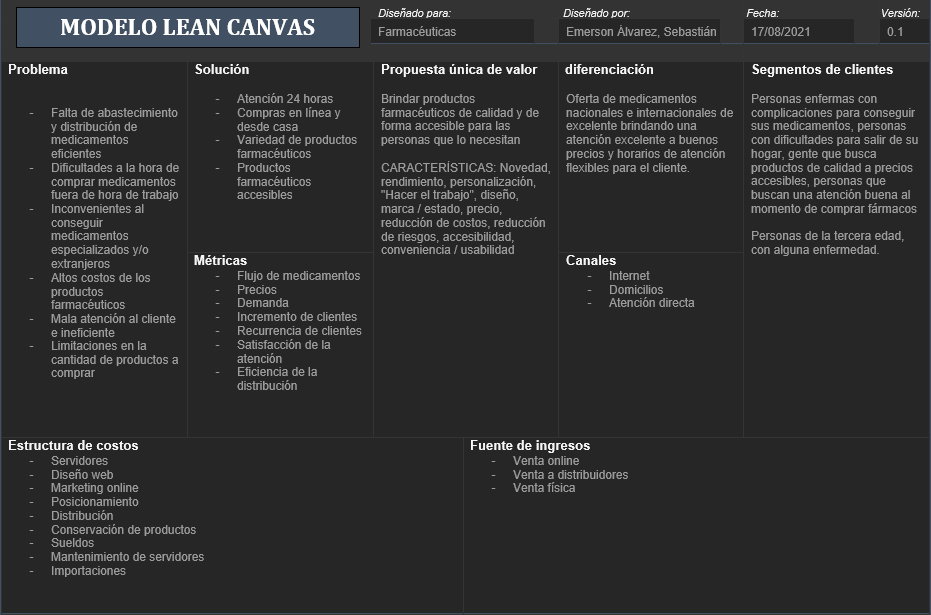 MODELO LEAN CANVAS
Diseñado para:
Farmacéuticas
Diseñado por:
Emerson Álvarez, Sebastián
Fecha:
17/08/2021
Versión:
0.1
Problema
- Falta de abastecimiento
y distribución de
medicamentos
eficientes
- Dificultades a la hora de
comprar medicamentos
fuera de hora de trabajo
- Inconvenientes al
conseguir
medicamentos
especializados y/o
extranjeros
- Altos costos de los
productos
farmacéuticos
- Mala atención al cliente
e ineficiente
- Limitaciones en la
cantidad de productos a
comprar
Solución
- Atención 24 horas
- Compras en línea y
desde casa
- Variedad de productos
farmacéuticos
- Productos
farmacéuticos
accesibles
Métricas
- Flujo de medicamentos
- Precios
- Demanda
- Incremento de clientes
- Recurrencia de clientes
- Satisfacción de la
atención
- Eficiencia de la
distribución
Propuesta única de valor
Brindar productos
farmacéuticos de calidad y de
forma accesible para las
personas que lo necesitan
CARACTERÍSTICAS: Novedad,
rendimiento, personalización,
"Hacer el trabajo", diseño,
marca / estado, precio,
reducción de costos, reducción
de riesgos, accesibilidad,
conveniencia / usabilidad
diferenciación
Oferta de medicamentos
nacionales e internacionales de
excelente brindando una
atención excelente a buenos
precios y horarios de atención
flexibles para el cliente.
Canales
- Internet
- Domicilios
- Atención directa
Segmentos de clientes
Personas enfermas con
complicaciones para conseguir
sus medicamentos, personas
con dificultades para salir de su
hogar, gente que busca
productos de calidad a precios
accesibles, personas que
buscan una atención buena al
momento de comprar fármacos
Personas de la tercera edad,
con alguna enfermedad.
Estructura de costos
- Servidores
- Diseño web
- Marketing online
- Posicionamiento
- Distribución
- Conservación de productos
- Sueldos
- Mantenimiento de servidores
- Importaciones
Fuente de ingresos
- Venta online
- Venta a distribuidores
- Venta física